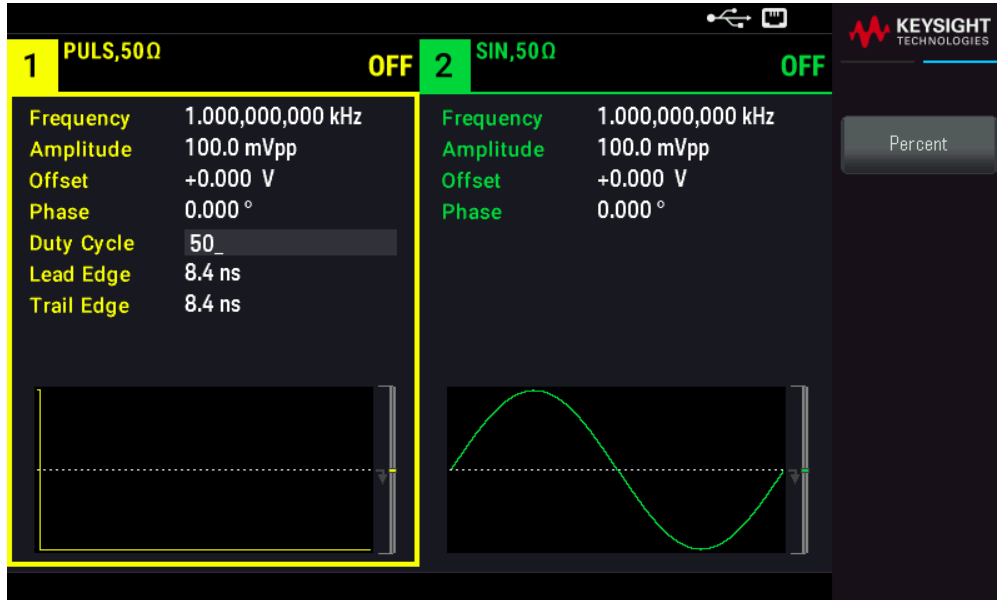 KEYSIGHT
TECHNOLOGIES
1 PULS,50Ω OFF
2 SIN,50Ω OFF
Frequency 1.000,000,000 kHz
Amplitude 100.0 mVpp
Offset +0.000 V
Phase 0.000 °
Duty Cycle 50_
Lead Edge 8.4 ns
Trail Edge 8.4 ns
Frequency 1.000,000,000 kHz
Amplitude 100.0 mVpp
Offset +0.000 V
Phase 0.000 °
Percent